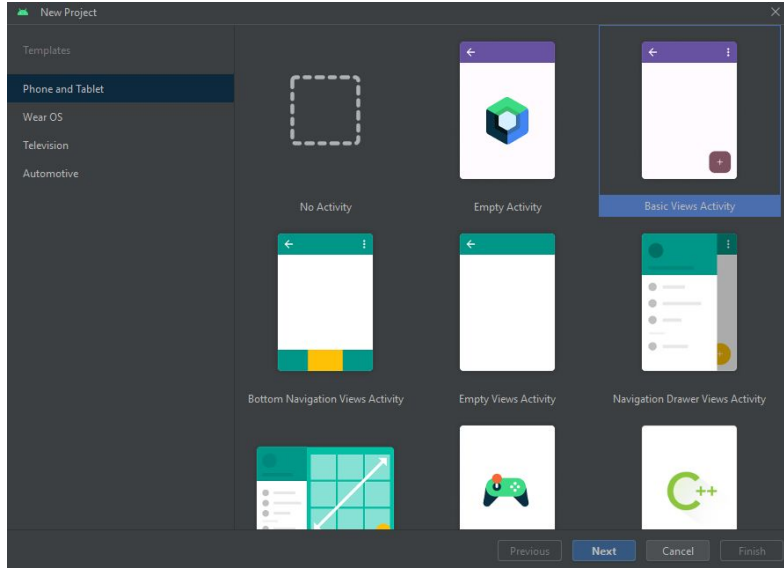 New Project
Templates
Phone and Tablet
Wear OS
Television
Automotive
No Activity
Empty Activity
Basic Views Activity
Bottom Navigation Views Activity
Empty Views Activity
Navigation Drawer Views Activity
C++
Previous
Next
Cancel
Finish